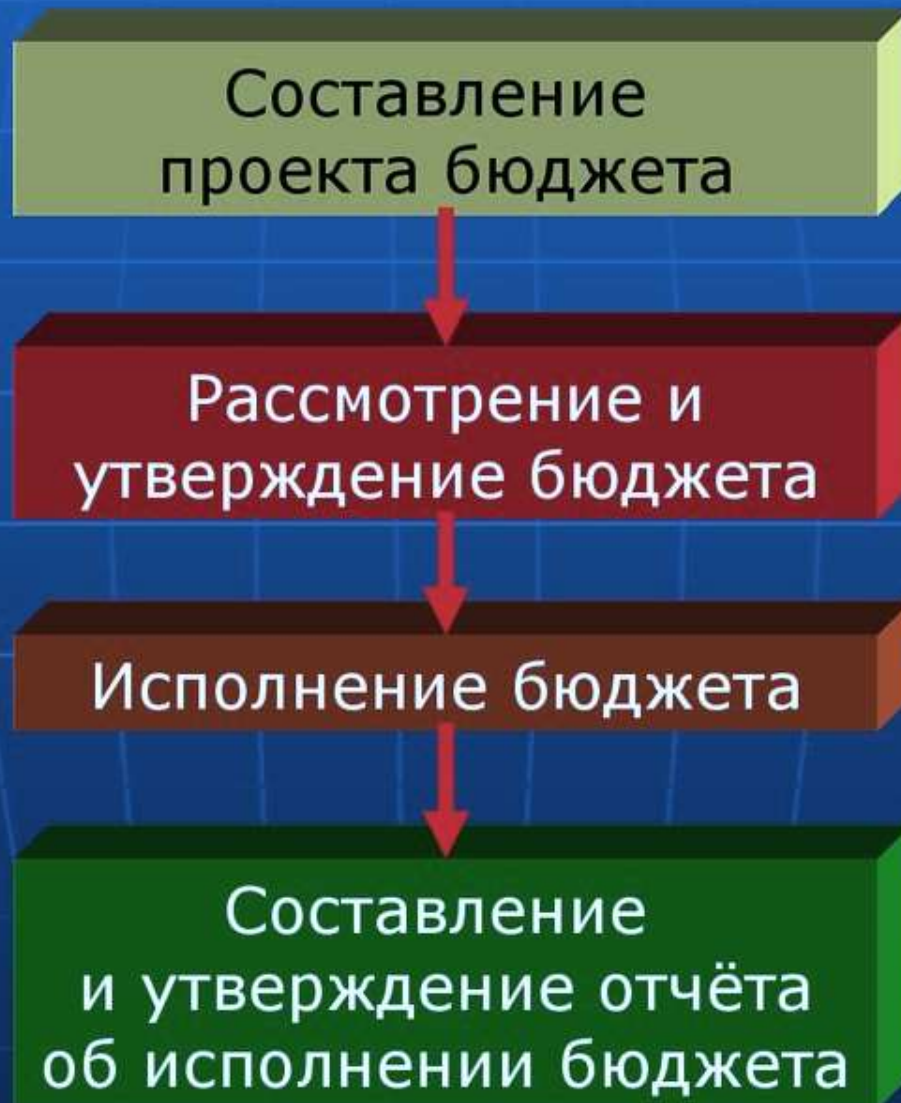 Составление
проекта бюджета
Рассмотрение и
утверждение бюджета
Исполнение бюджета
Составление
и утверждение отчёта
об исполнении бюджета